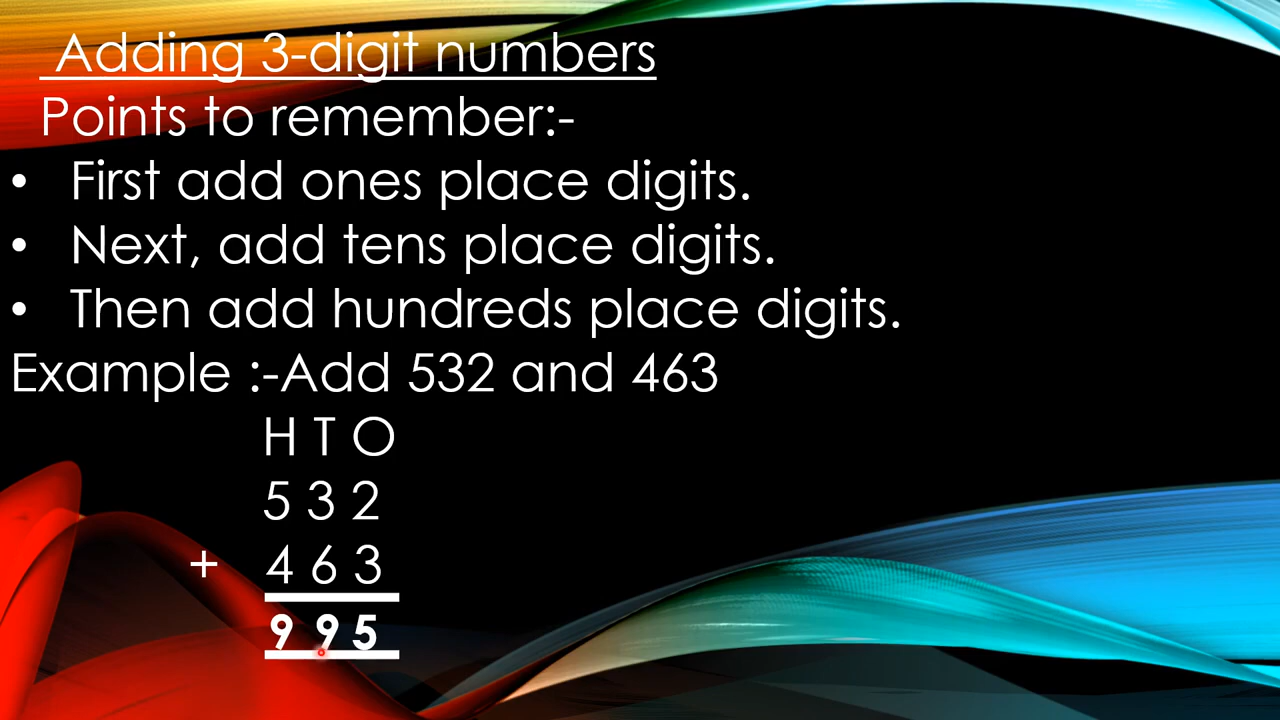 Adding 3-digit numbers
Points to remember:-
• First add ones place digits.
• Next, add tens place digits.
• Then add hundreds place digits.
Example :-Add 532 and 463
H T O
5 3 2
+ 4 6 3
9 9 5